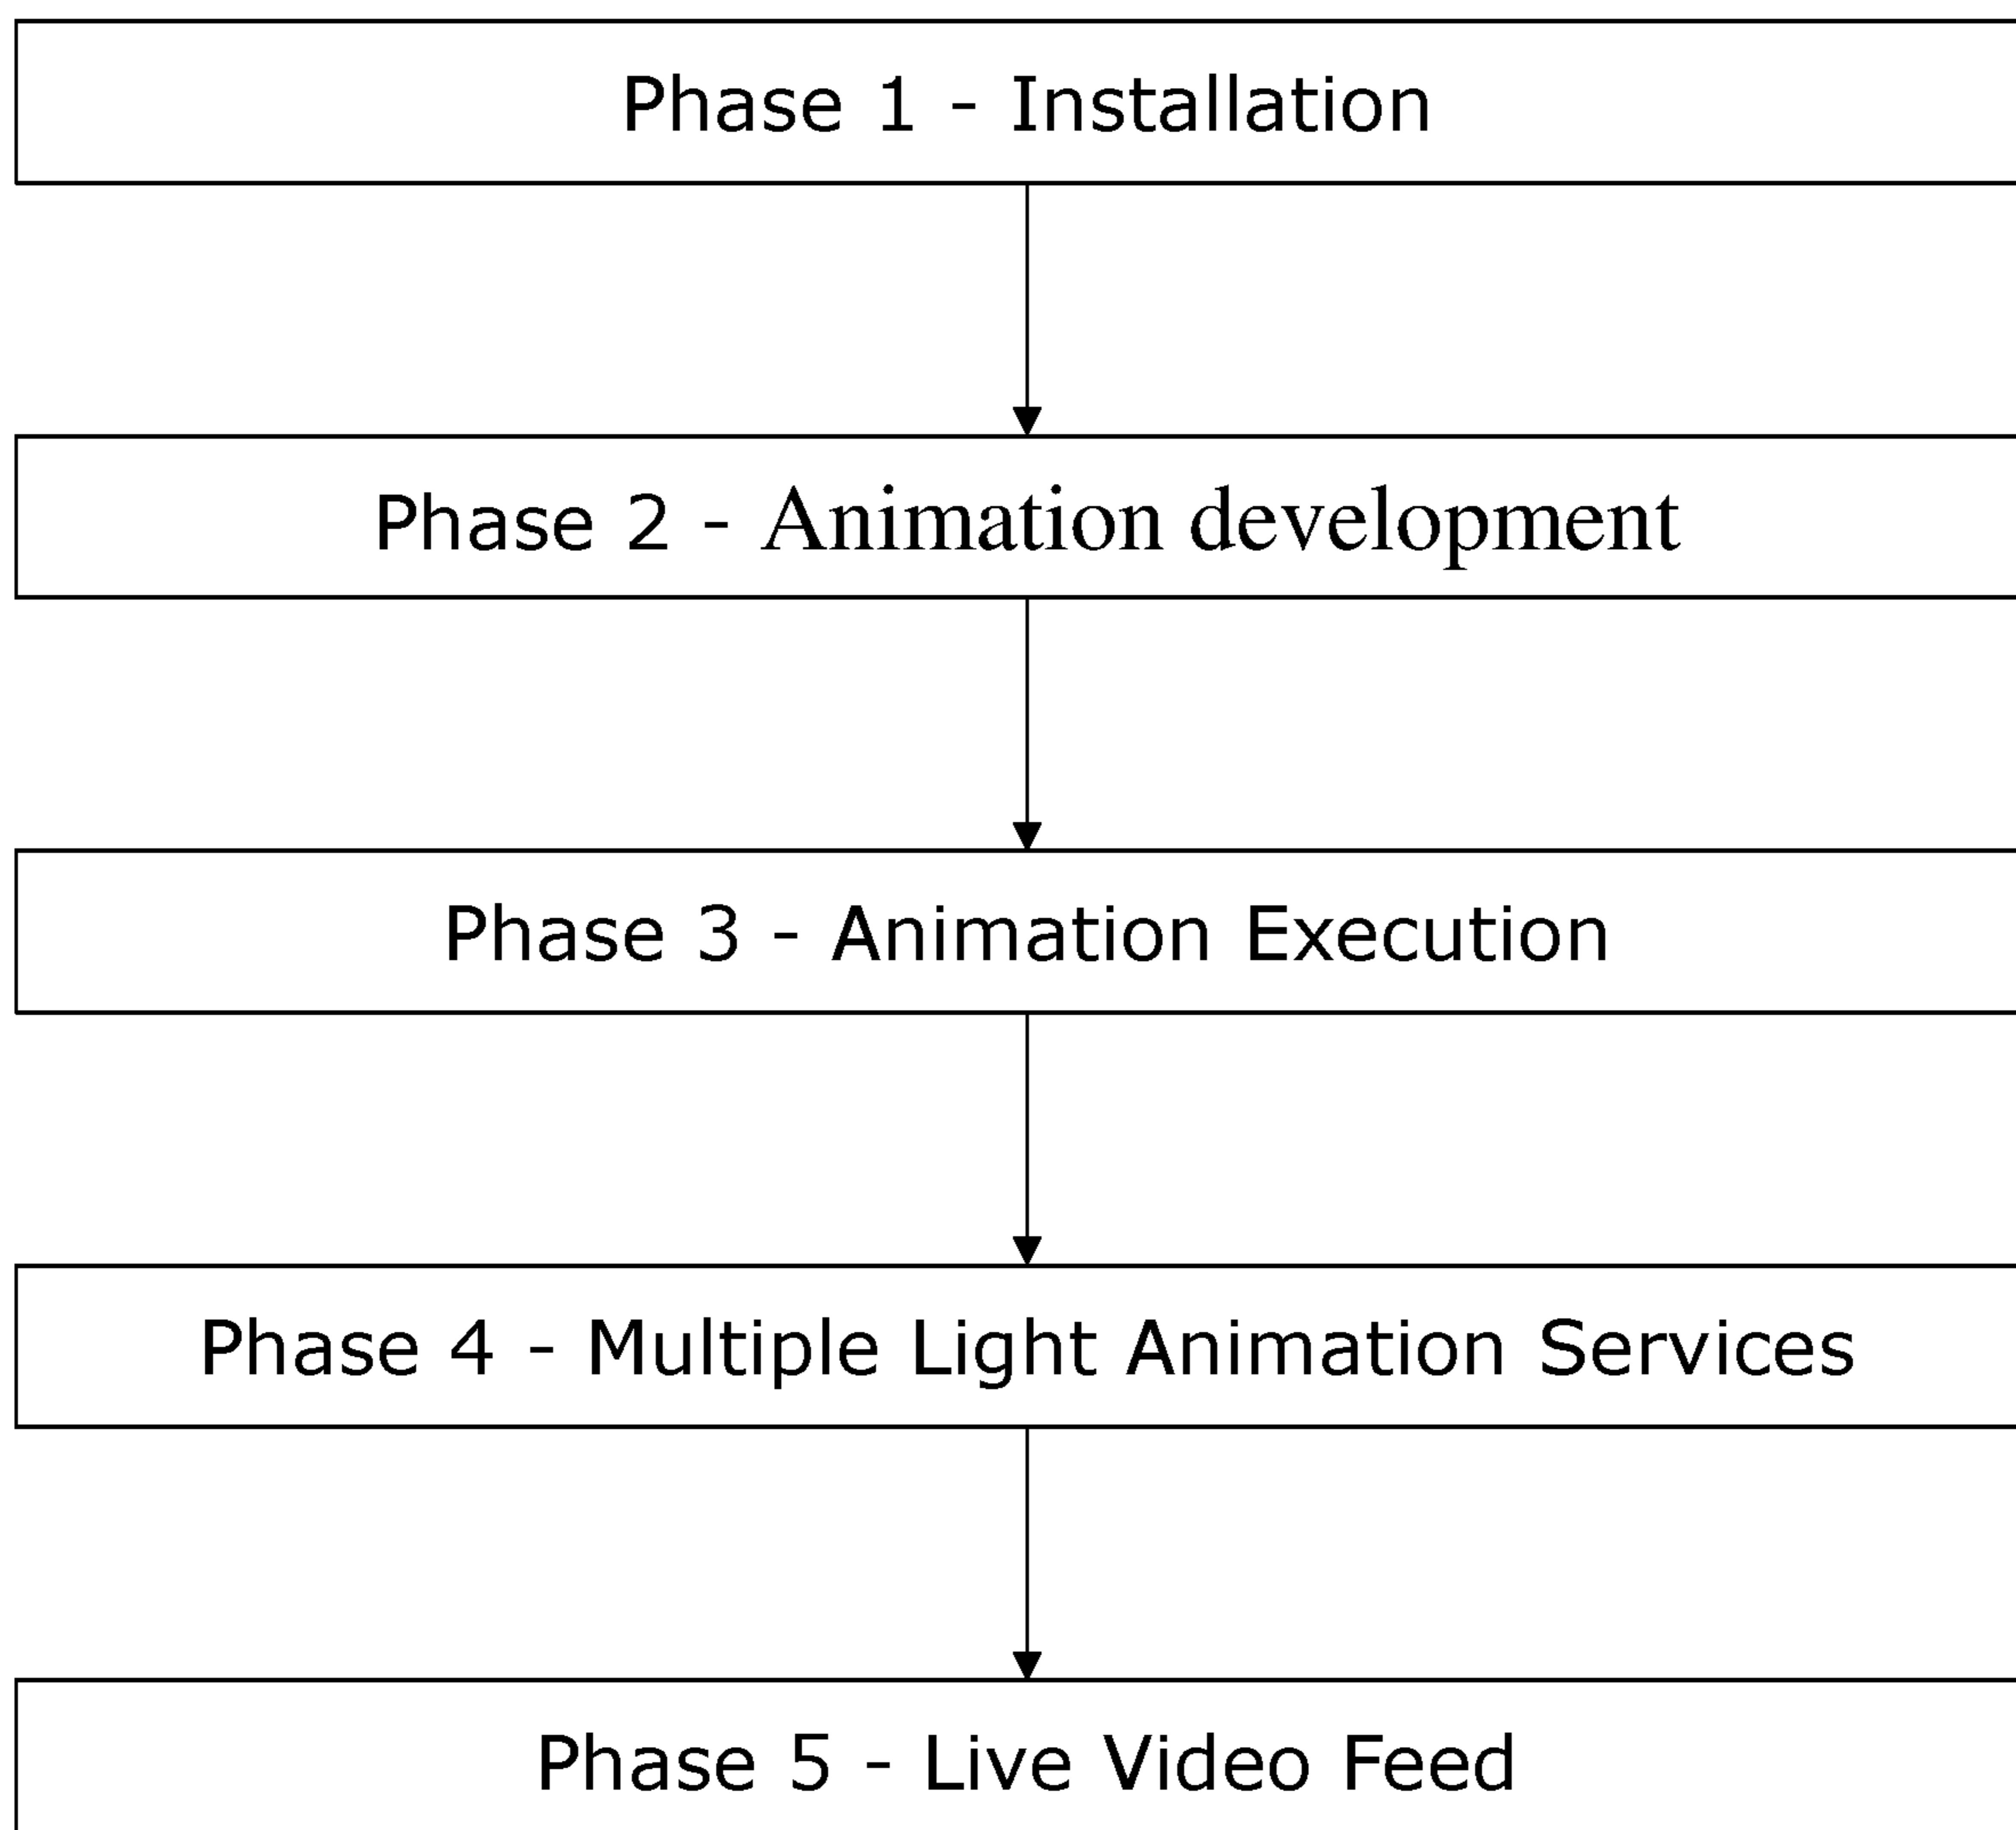 Phase 1 - Installation
Phase 2 - Animation development
Phase 3 - Animation Execution
Phase 4 - Multiple Light Animation Services
Phase 5 - Live Video Feed